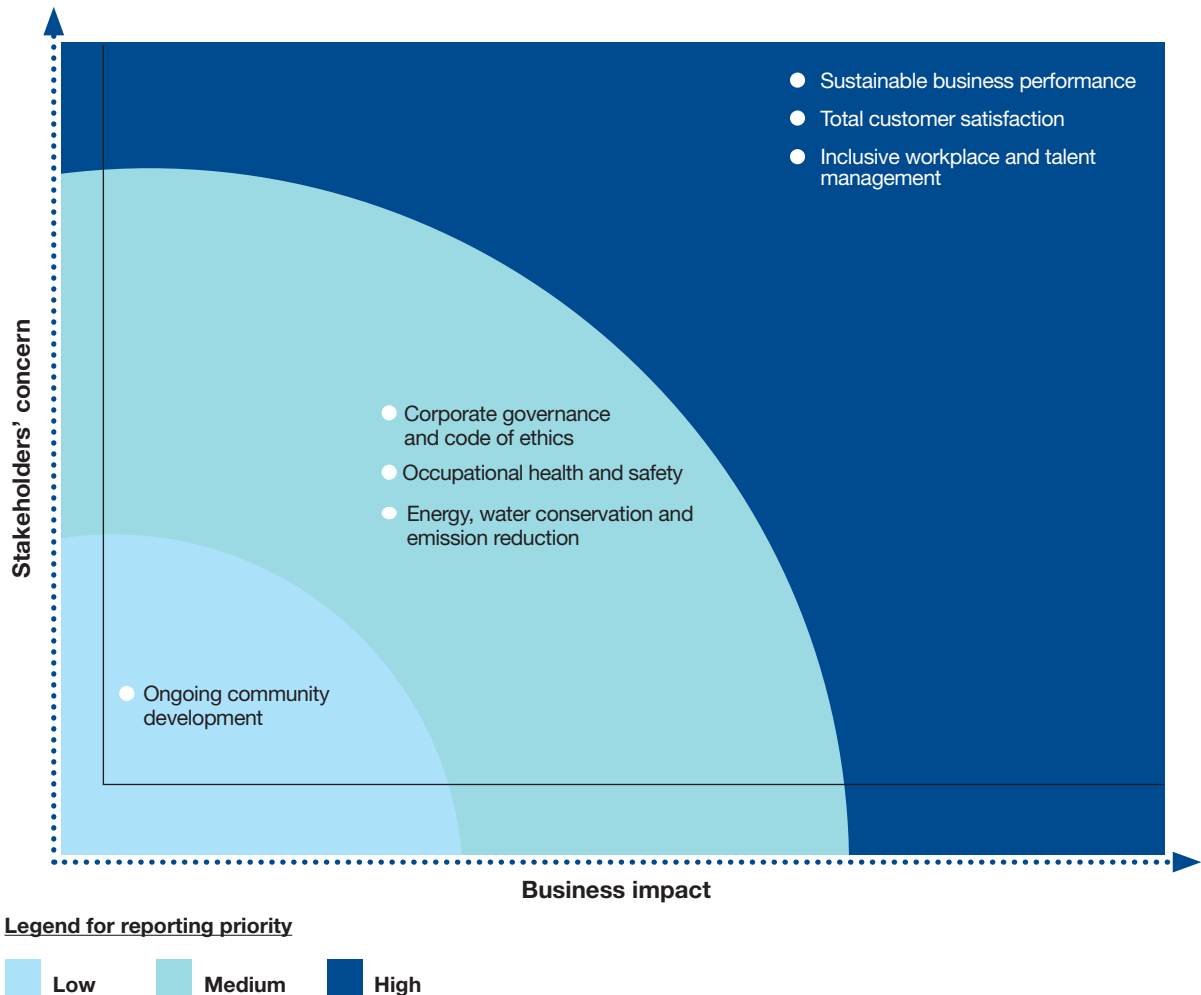 Sustainable business performance
Total customer satisfaction
Inclusive workplace and talent
management
Stakeholders’ concern
Corporate governance
and code of ethics
Occupational health and safety
Energy, water conservation and
emission reduction
Ongoing community
development
Business impact
Legend for reporting priority
Low
Medium
High